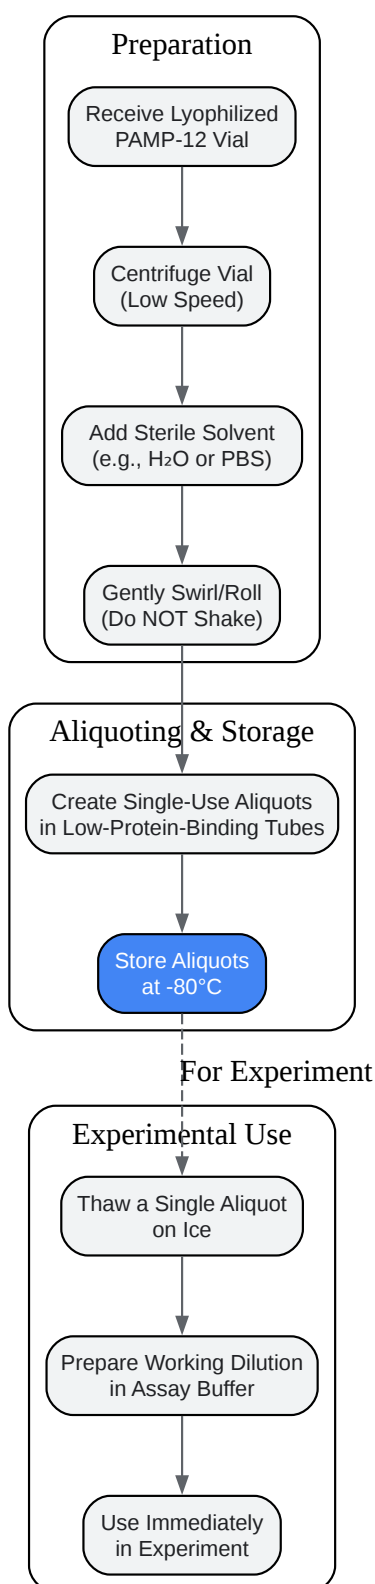 Preparation
Receive Lyophilized
PAMP-12 Vial
Centrifuge Vial
(Low Speed)
Add Sterile Solvent
(e.g., H₂O or PBS)
Gently Swirl/Roll
(Do NOT Shake)
Aliquoting & Storage
Create Single-Use Aliquots
in Low-Protein-Binding Tubes
Store Aliquots
at -80°C
For Experiment
Experimental Use
Thaw a Single Aliquot
on Ice
Prepare Working Dilution
in Assay Buffer
Use Immediately
in Experiment